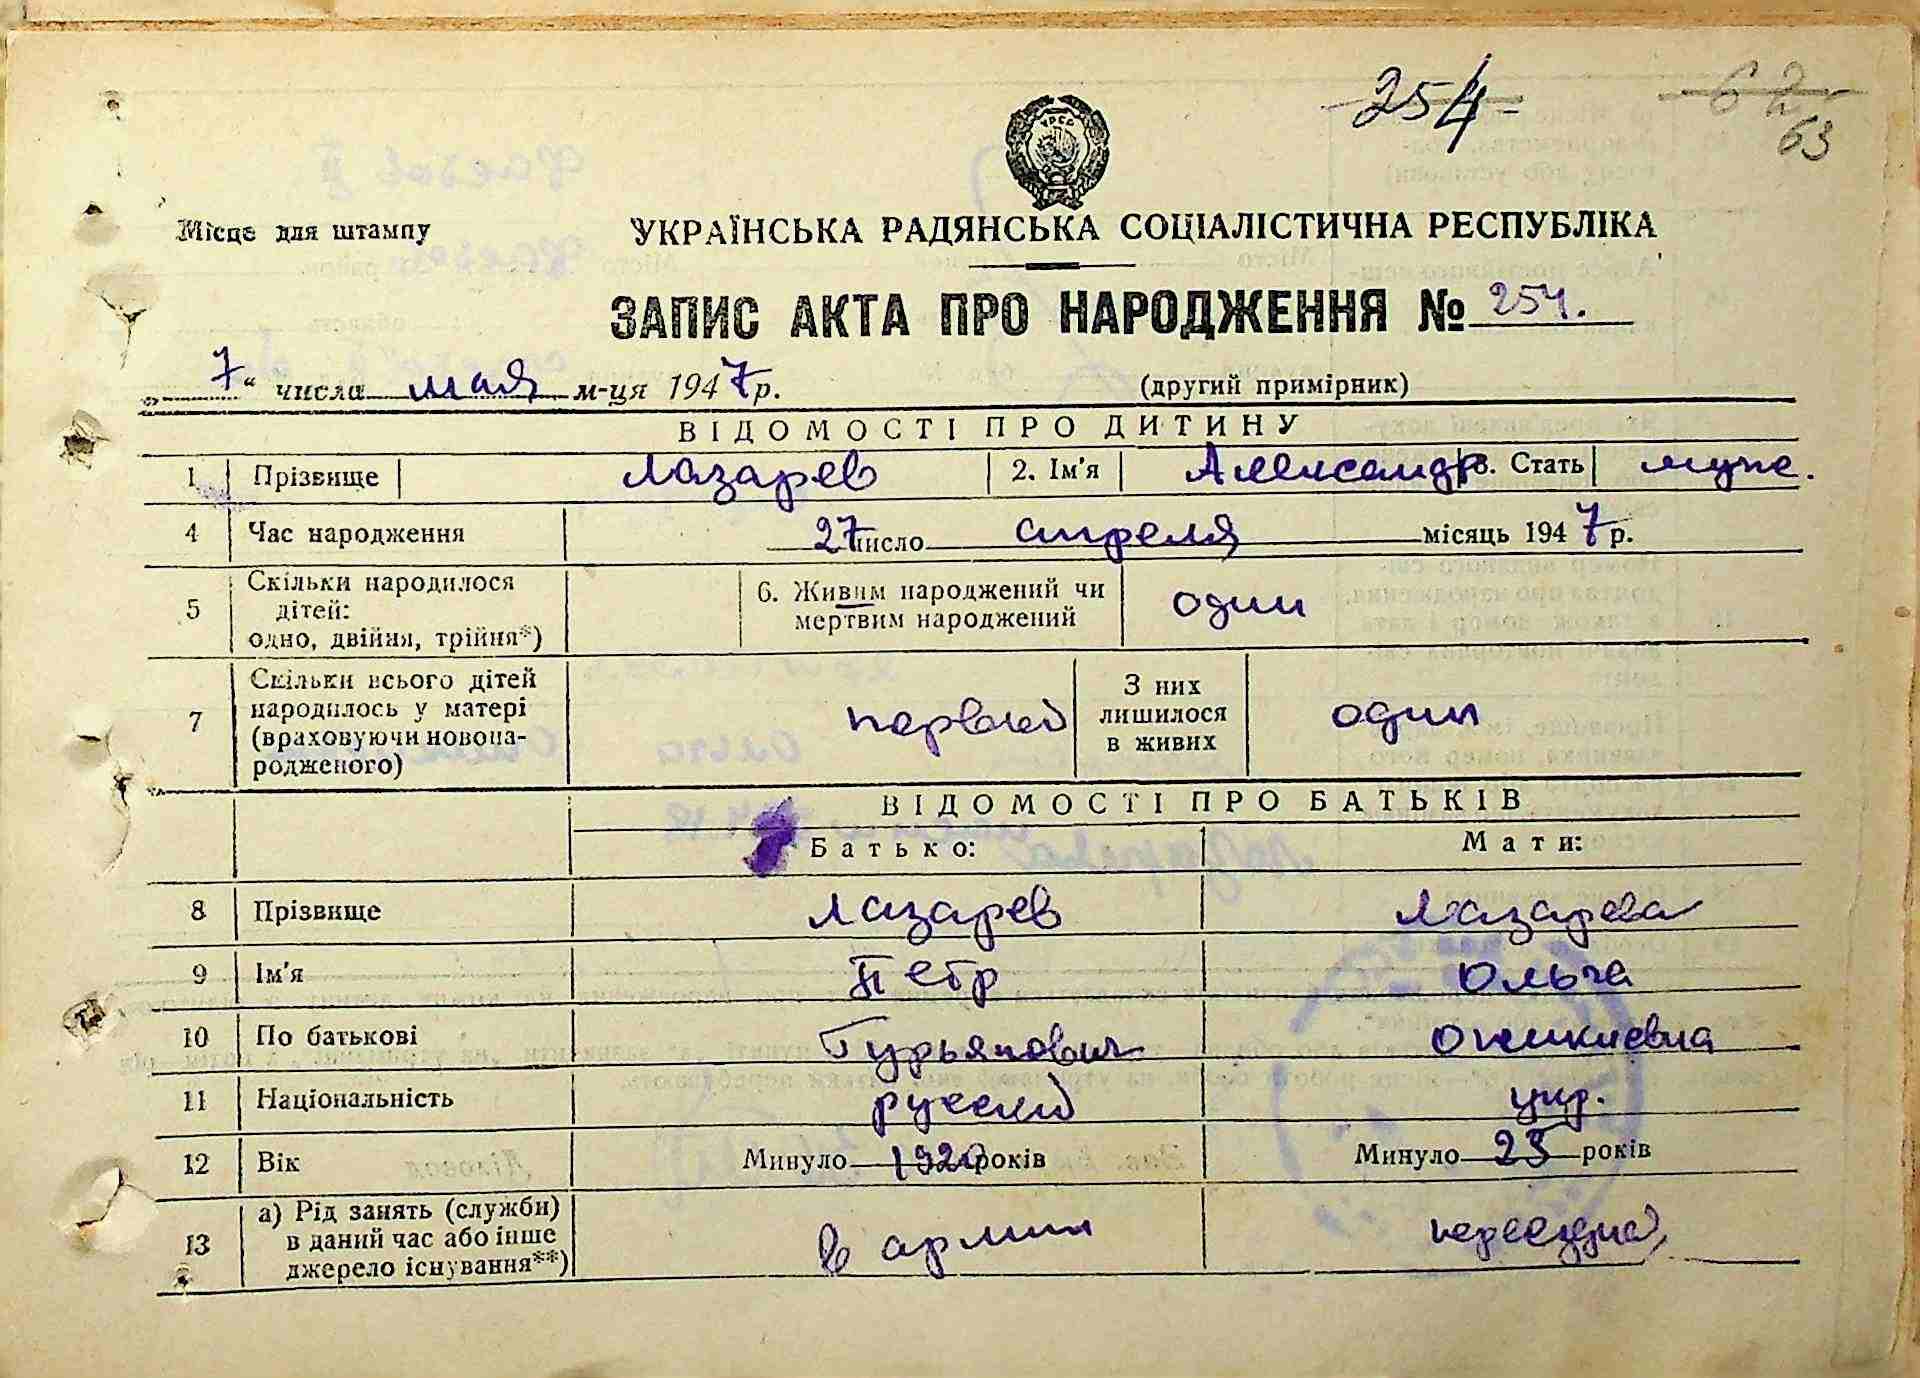 254 62
63
УРСР
Місце для штампу УКРАЇНСЬКА РАДЯНСЬКА СОЦІАЛІСТИЧНА РЕСПУБЛІКА
ЗАПИС АКТА ПРО НАРОДЖЕННЯ № 254.
„7“ числа мая м-ця 1947 р. (другий примірник)
ВІДОМОСТІ ПРО ДИТИНУ
1 Прізвище Лазарев 2. Ім'я Александр 3. Стать муж.
4 Час народження 27 число апреля місяць 1947 р.
5 Скільки народилося
дітей:
одно, двійня, трійня*)
6. Живим народжений чи
мертвим народжений
один
7 Скільки всього дітей
народилось у матері
(враховуючи новона-
родженого)
первый
З них
лишилося
в живих
один
ВІДОМОСТІ ПРО БАТЬКІВ
Батько: Мати:
8 Прізвище Лазарев Лазарева
9 Ім'я Петр Ольга
10 По батькові Гурьянович
11 Національність русский укр.
12 Вік Минуло 1920 років Минуло 25 років
13 а) Рід занять (служби)
в даний час або інше
джерело існування**)
в армии